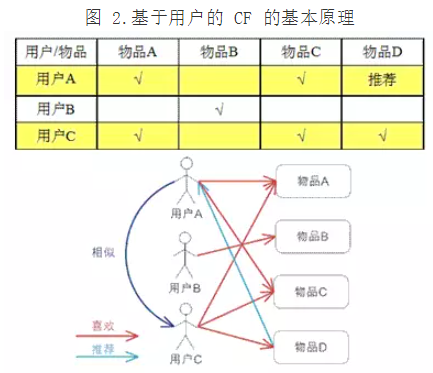 图 2.基于用户的 CF 的基本原理
用户/物品 物品A 物品B 物品C 物品D
用户A √ √ 推荐
用户B √
用户C √ √ √
用户A
用户B
用户C
相似
物品A
物品B
物品C
物品D
喜欢
推荐